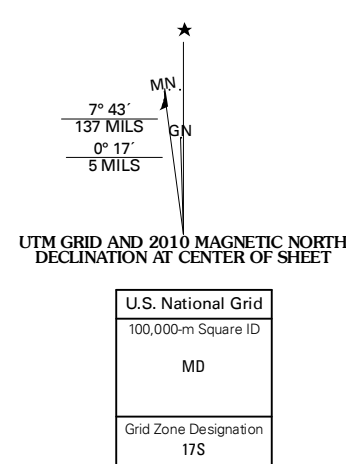 MN
7° 43´
137 MILS
GN
0° 17´
5 MILS
UTM GRID AND 2010 MAGNETIC NORTH
DECLINATION AT CENTER OF SHEET
U.S. National Grid
100,000-m Square ID
MD
Grid Zone Designation
17S